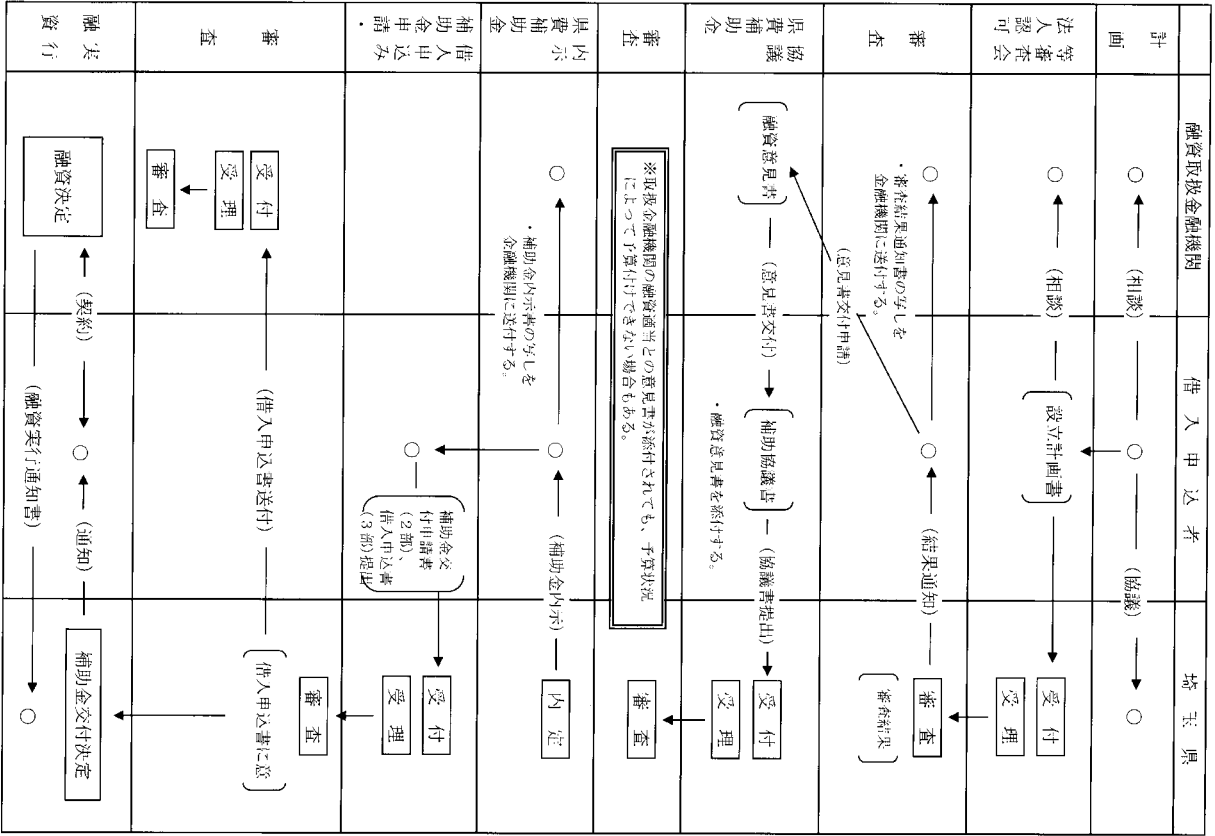 融資取扱金融機関
借入申込者
埼玉県
計画
○ ← (相談) — ○ — (協議) → ○
法人認可
等審査会
○ ← (相談) — 設立計画書 →
受付
受理
審査
審査
〔審査結果〕
(結果通知)
○
○
・審査結果通知書の写しを
金融機関に送付する。
(意見書交付申請)
県費補助金
協議
〔融資意見書〕
(意見書交付)
〔補助協議書〕
(協議書提出)
・融資意見書を添付する。
受付
受理
審査
※取扱金融機関の融資適当との意見書が添付されても、予算状況
によって予算付けできない場合もある。
審査
県費補助金
内示
内定
(補助金内示)
○
○
・補助金内示書の写しを
金融機関に送付する。
補助金申請・
借入申込み
○
補助金交
付申請書
(2部)、
借入申込書
(3部)提出
受付
受理
審査
審査
〔借入申込書に意
(借入申込書送付)
受付
受理
審査
融資
実行
融資決定
(契約)
○
(通知)
補助金交付決定
(融資実行通知書)
○